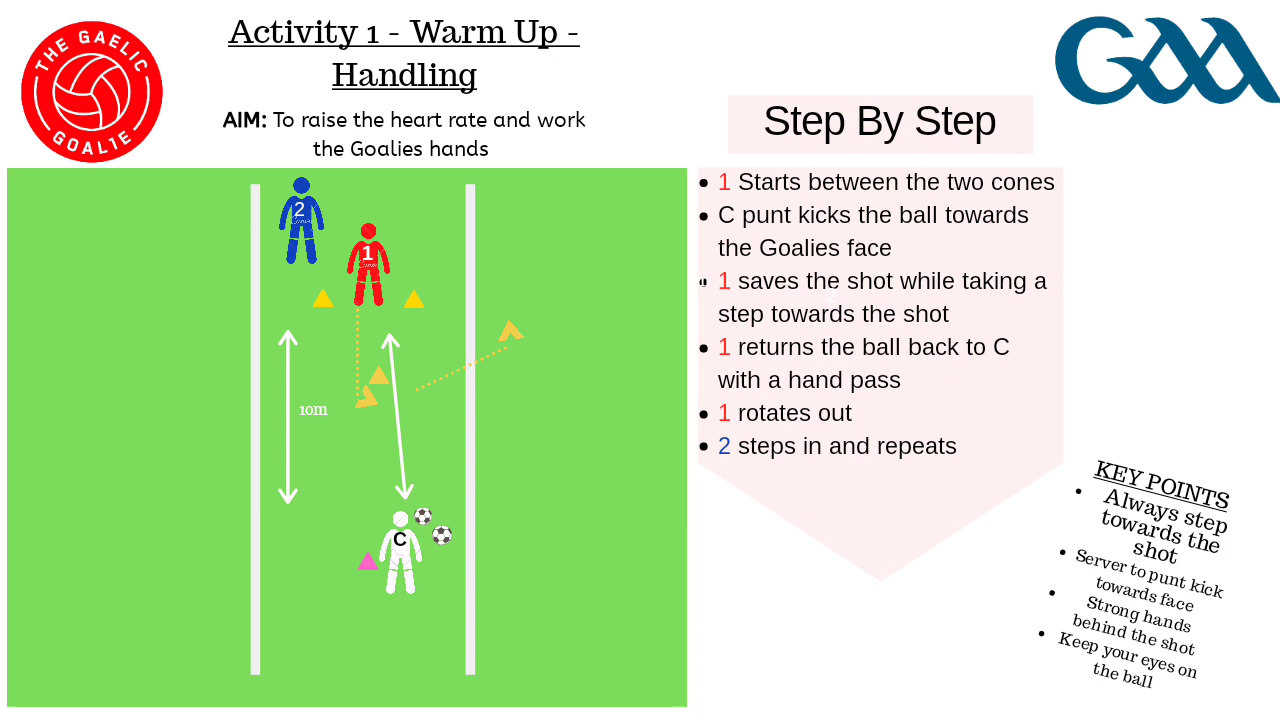 THE GAELIC
GOALIE
Activity 1 - Warm Up -
Handling
AIM: To raise the heart rate and work
the Goalies hands
GAA
Step By Step
2
1
10m
C
1 Starts between the two cones
C punt kicks the ball towards
the Goalies face
1 saves the shot while taking a
step towards the shot
1 returns the ball back to C
with a hand pass
1 rotates out
2 steps in and repeats
KEY POINTS
Always step
towards the
shot
Server to punt kick
towards face
Strong hands
behind the shot
Keep your eyes on
the ball